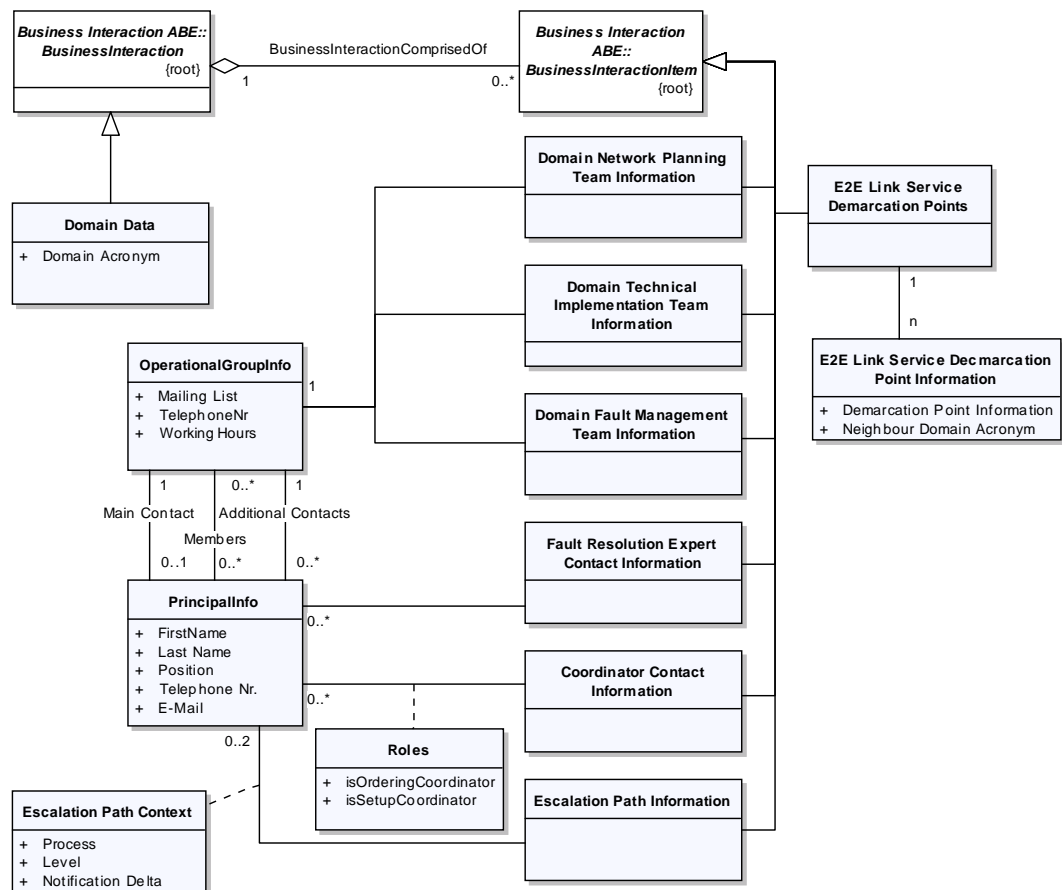 Business Interaction ABE::
BusinessInteraction
{root}
BusinessInteractionComprisedOf
1
0..*
Business Interaction
ABE::
BusinessInteractionItem
{root}
Domain Data
+ Domain Acronym
Domain Network Planning
Team Information
E2E Link Service
Demarcation Points
1
n
Domain Technical
Implementation Team
Information
E2E Link Service Decmarcation
Point Information
+ Demarcation Point Information
+ Neighbour Domain Acronym
OperationalGroupInfo
+ Mailing List
+ TelephoneNr
+ Working Hours
1
Domain Fault Management
Team Information
1
0..*
1
Main Contact
Additional Contacts
Members
0..1
0..*
0..*
Fault Resolution Expert
Contact Information
PrincipalInfo
+ FirstName
+ Last Name
+ Position
+ Telephone Nr.
+ E-Mail
0..*
0..*
0..2
Coordinator Contact
Information
Roles
+ isOrderingCoordinator
+ isSetupCoordinator
Escalation Path Context
+ Process
+ Level
+ Notification Delta
Escalation Path Information